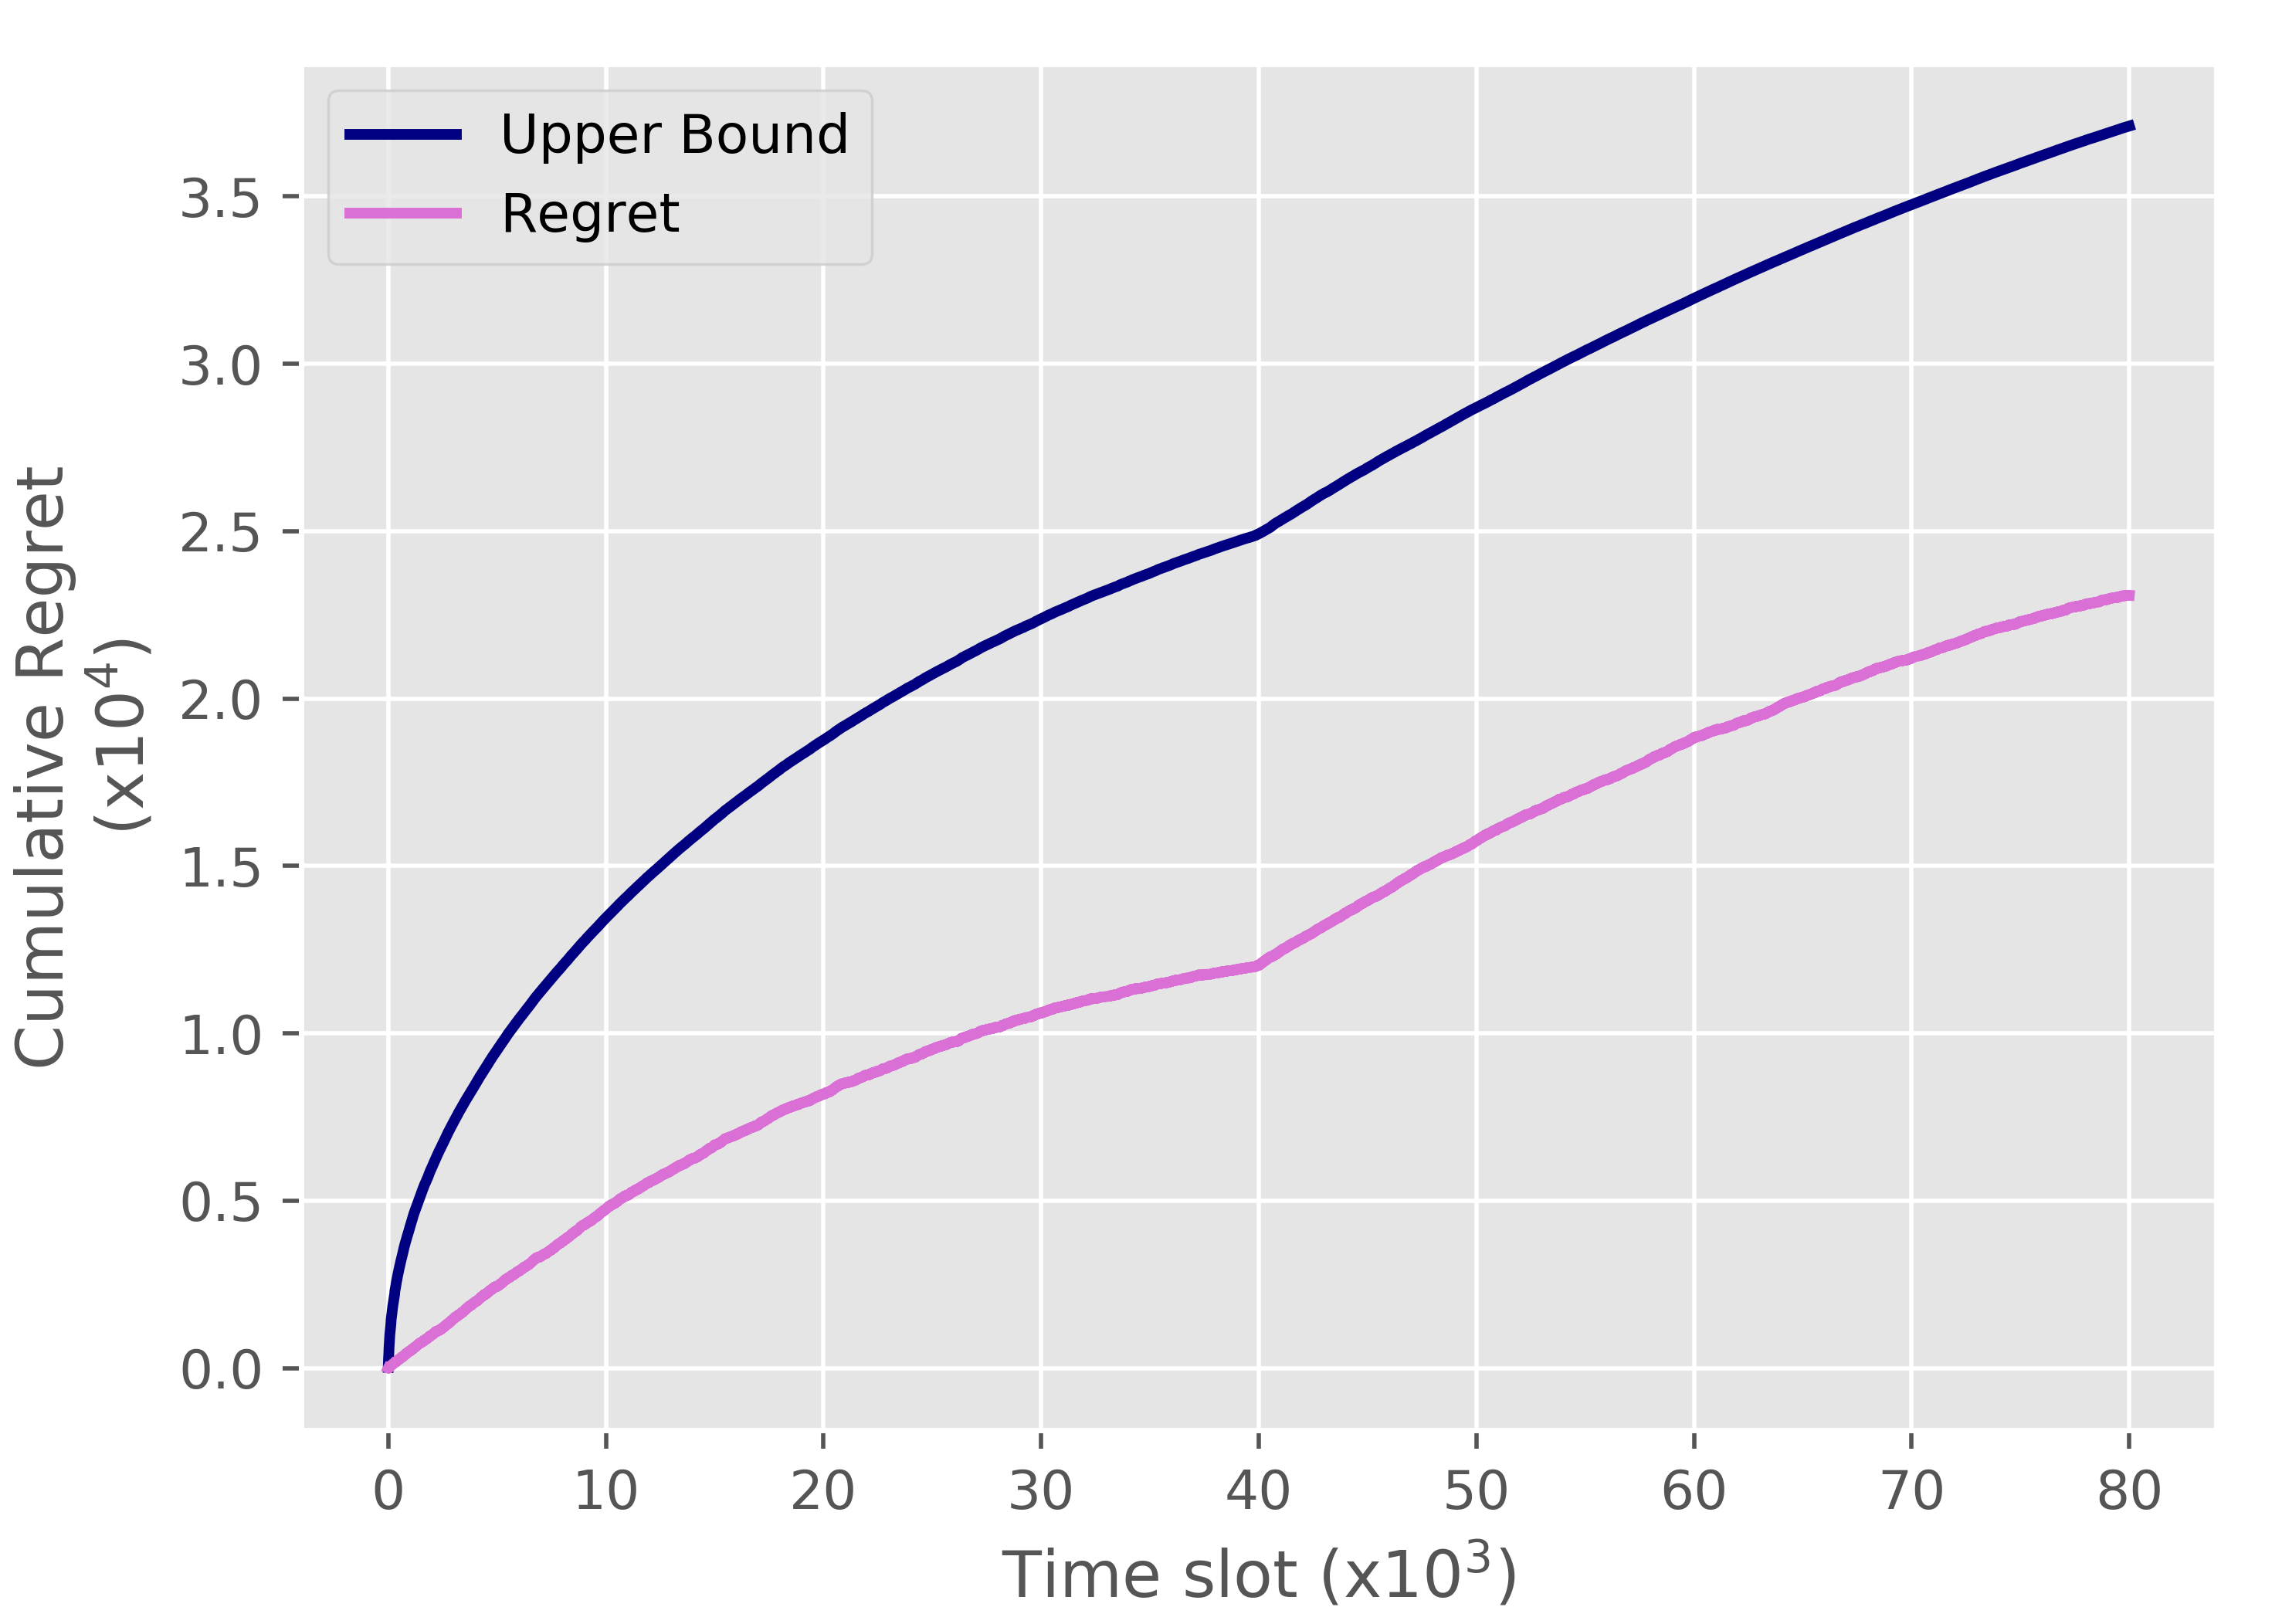 Upper Bound
Regret
Cumulative Regret
(x10⁴)
3.5
3.0
2.5
2.0
1.5
1.0
0.5
0.0
0 10 20 30 40 50 60 70 80
Time slot (x10³)